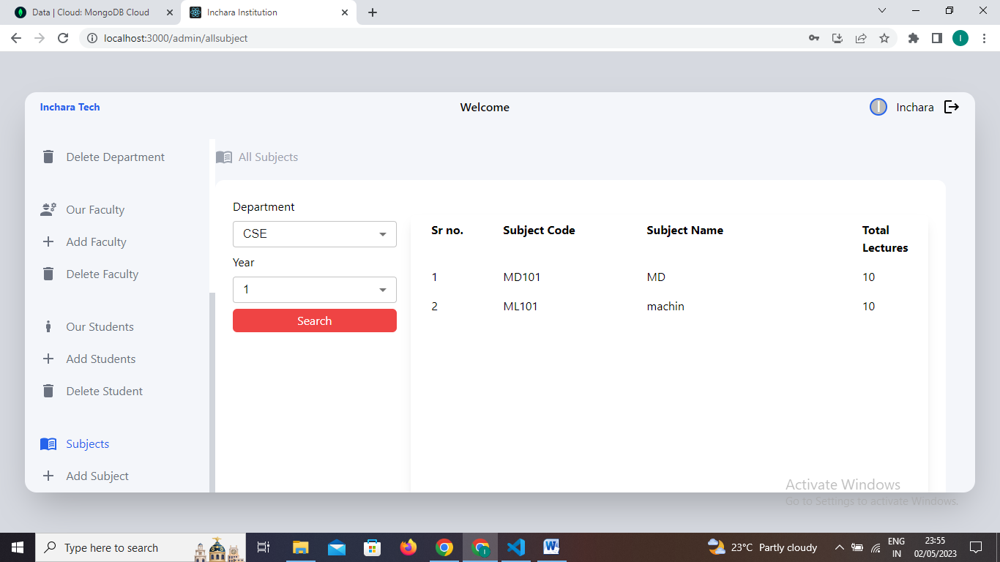 Data | Cloud: MongoDB Cloud
Inchara Institution
localhost:3000/admin/allsubject
I
Inchara Tech
Welcome
I
Inchara
Delete Department
Our Faculty
Add Faculty
Delete Faculty
Our Students
Add Students
Delete Student
Subjects
Add Subject
All Subjects
Department
CSE
Year
1
Search
Sr no. Subject Code Subject Name Total
Lectures
1 MD101 MD 10
2 ML101 machin 10
Activate Windows
Go to Settings to activate Windows.
Type here to search
23°C Partly cloudy
ENG
IN
23:55
02/05/2023